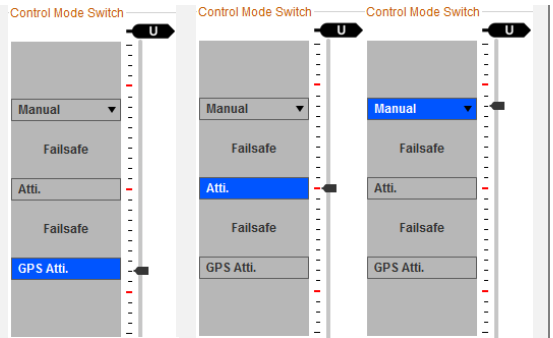 Control Mode Switch
U
Manual
Failsafe
Atti.
Failsafe
GPS Atti.
Control Mode Switch
U
Manual
Failsafe
Atti.
Failsafe
GPS Atti.
Control Mode Switch
U
Manual
Failsafe
Atti.
Failsafe
GPS Atti.